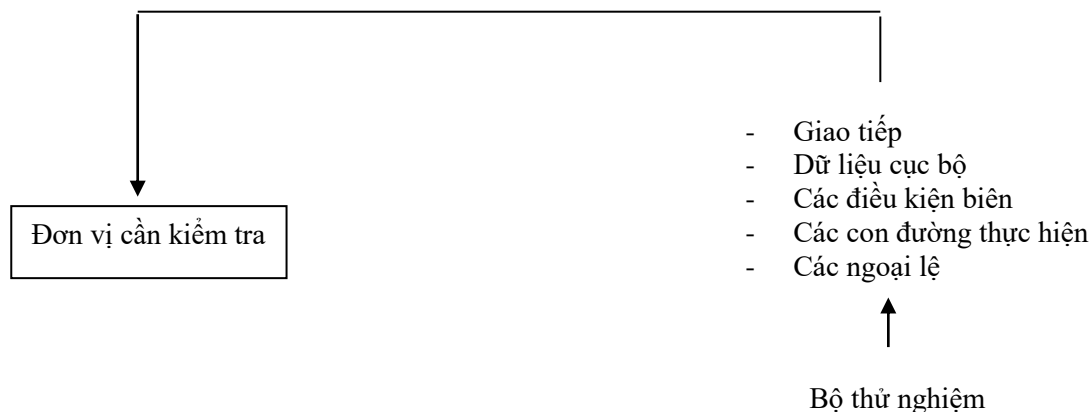 - Giao tiếp
- Dữ liệu cục bộ
- Các điều kiện biên
- Các con đường thực hiện
- Các ngoại lệ
Đơn vị cần kiểm tra
Bộ thử nghiệm